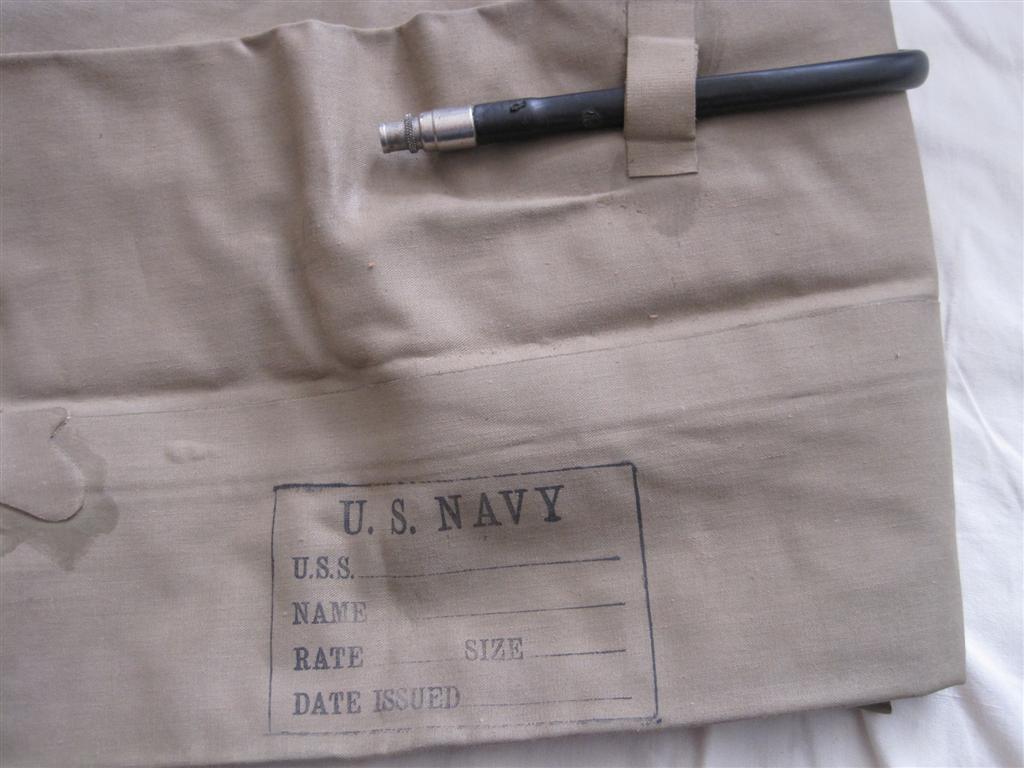 U. S. NAVY
U.S.S.
NAME
RATE SIZE
DATE ISSUED